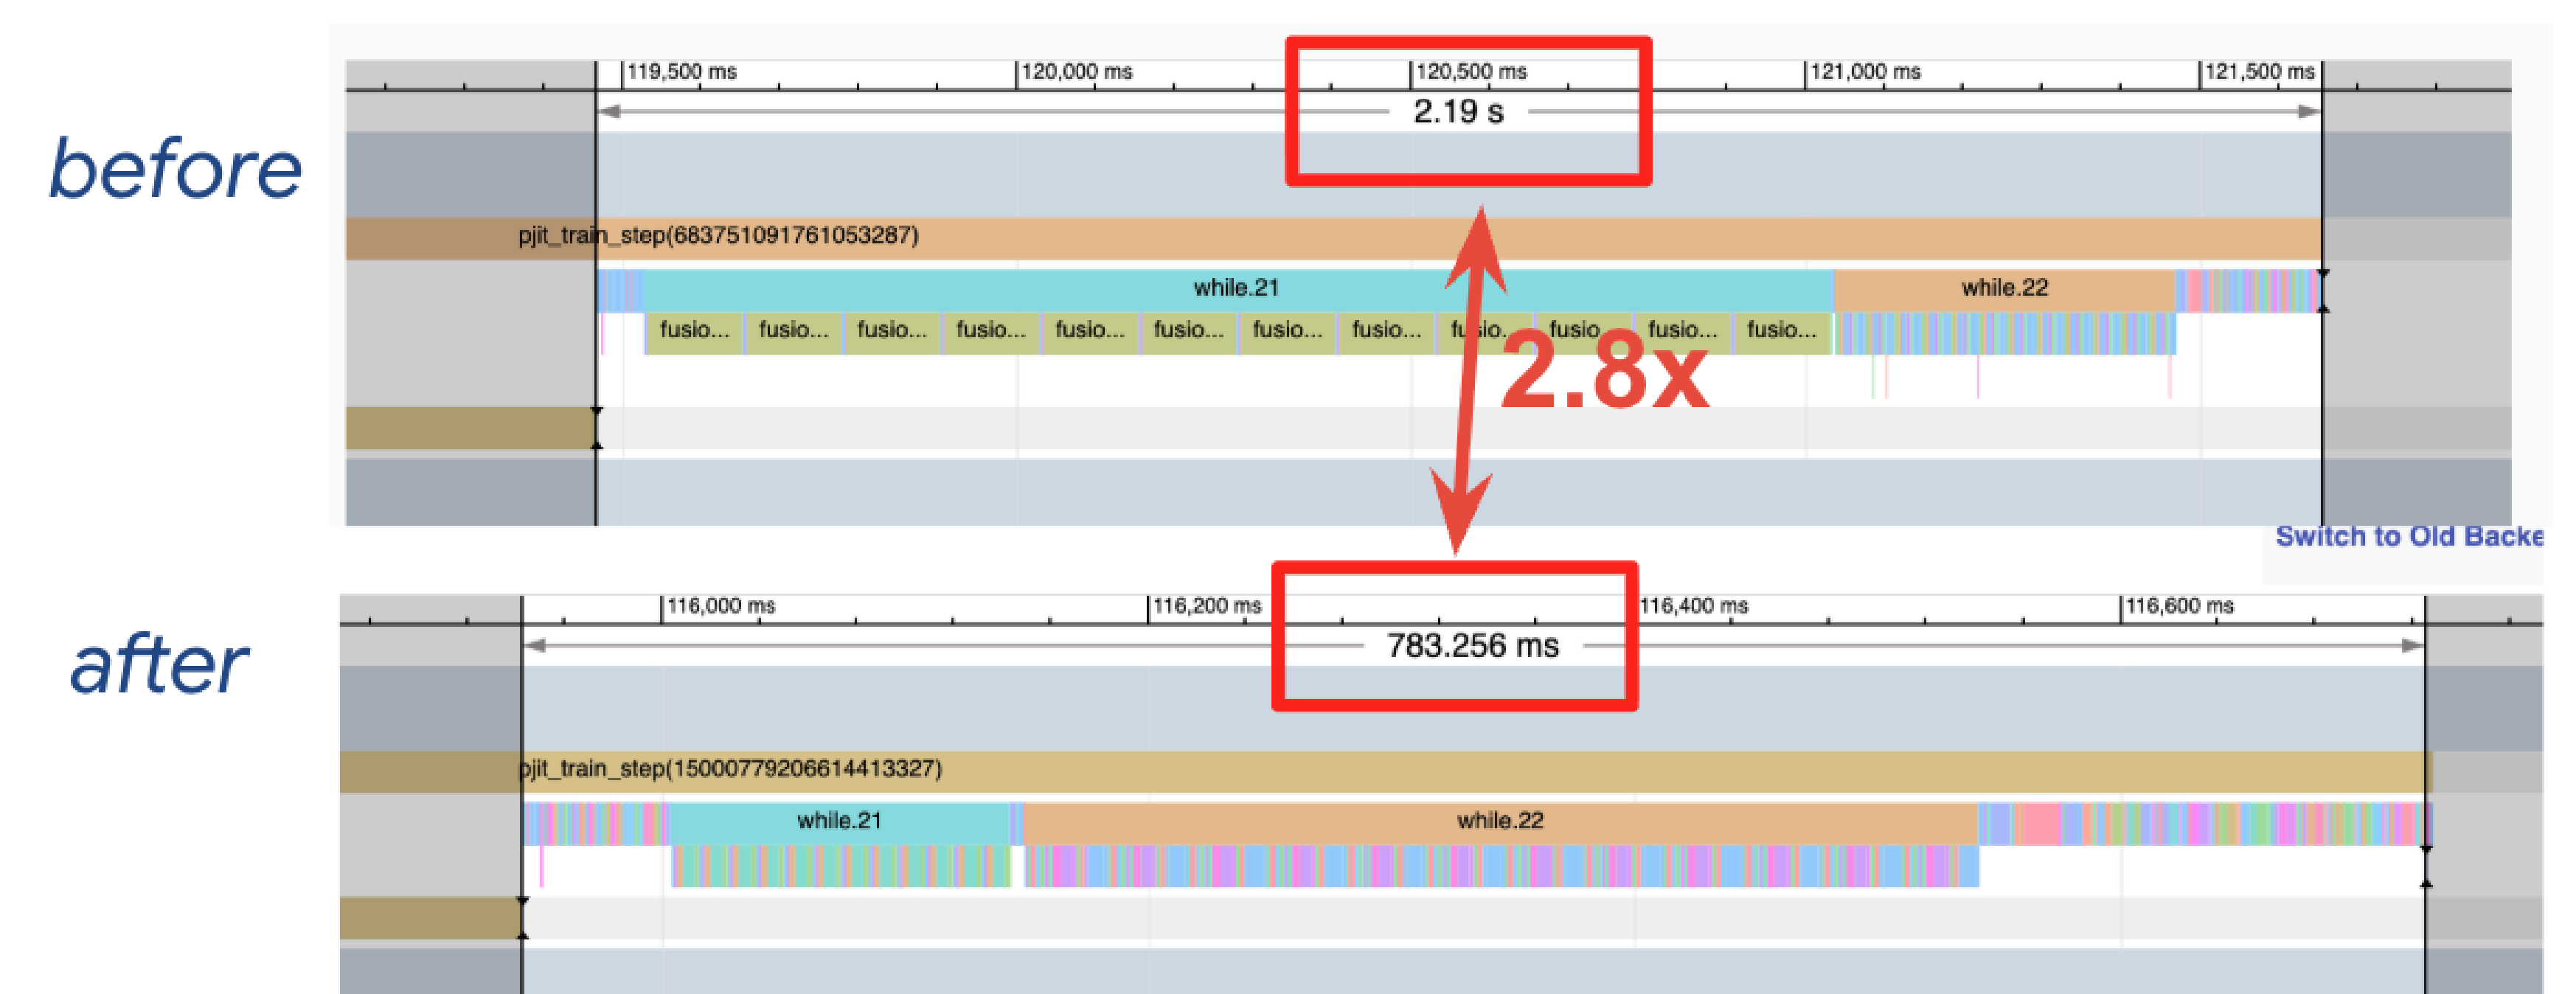 before
119,500 ms 120,000 ms 120,500 ms 121,000 ms 121,500 ms
2.19 s
pjit_train_step(683751091761053287)
while.21 while.22
fusio... fusio... fusio... fusio... fusio... fusio... fusio... fusio... fusio... fusio fusio... fusio...
2.8x
Switch to Old Backe
after
116,000 ms 116,200 ms 116,400 ms 116,600 ms
783.256 ms
pjit_train_step(15000779206614413327)
while.21 while.22